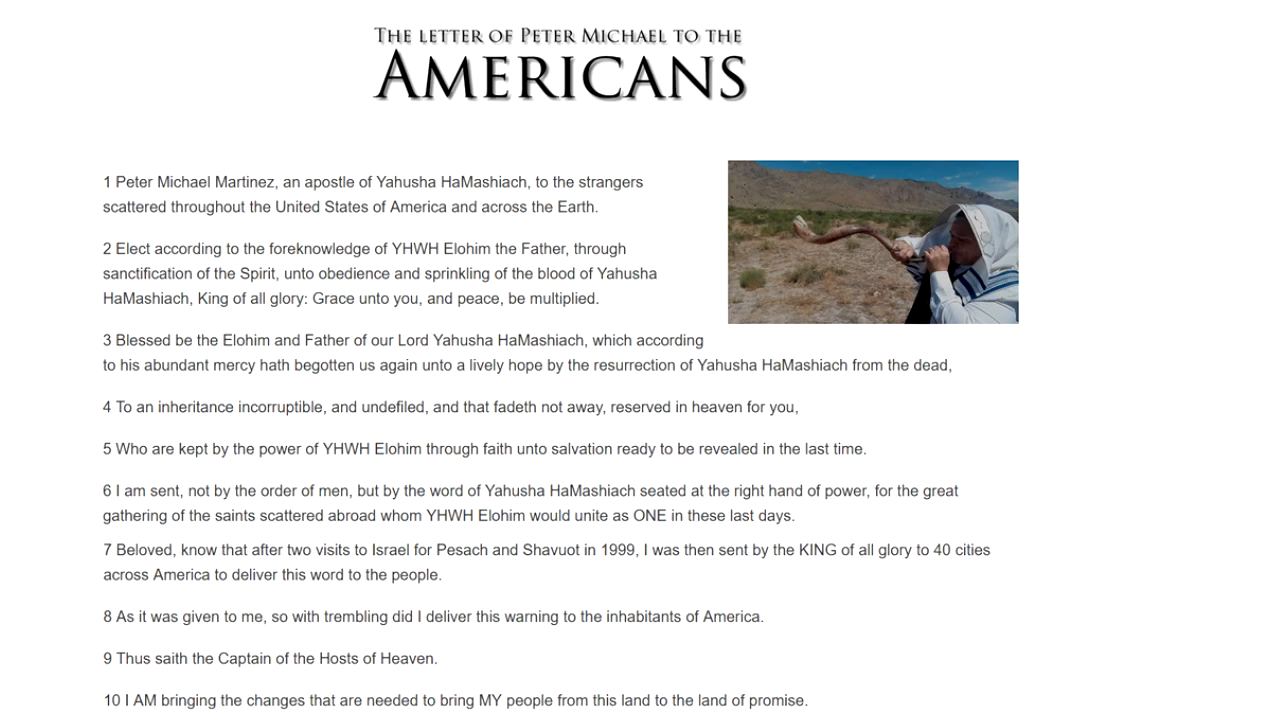 THE LETTER OF PETER MICHAEL TO THE
AMERICANS
1 Peter Michael Martinez, an apostle of Yahusha HaMashiach, to the strangers
scattered throughout the United States of America and across the Earth.
2 Elect according to the foreknowledge of YHWH Elohim the Father, through
sanctification of the Spirit, unto obedience and sprinkling of the blood of Yahusha
HaMashiach, King of all glory: Grace unto you, and peace, be multiplied.
3 Blessed be the Elohim and Father of our Lord Yahusha HaMashiach, which according
to his abundant mercy hath begotten us again unto a lively hope by the resurrection of Yahusha HaMashiach from the dead,
4 To an inheritance incorruptible, and undefiled, and that fadeth not away, reserved in heaven for you,
5 Who are kept by the power of YHWH Elohim through faith unto salvation ready to be revealed in the last time.
6 I am sent, not by the order of men, but by the word of Yahusha HaMashiach seated at the right hand of power, for the great
gathering of the saints scattered abroad whom YHWH Elohim would unite as ONE in these last days.
7 Beloved, know that after two visits to Israel for Pesach and Shavuot in 1999, I was then sent by the KING of all glory to 40 cities
across America to deliver this word to the people.
8 As it was given to me, so with trembling did I deliver this warning to the inhabitants of America.
9 Thus saith the Captain of the Hosts of Heaven.
10 I AM bringing the changes that are needed to bring MY people from this land to the land of promise.